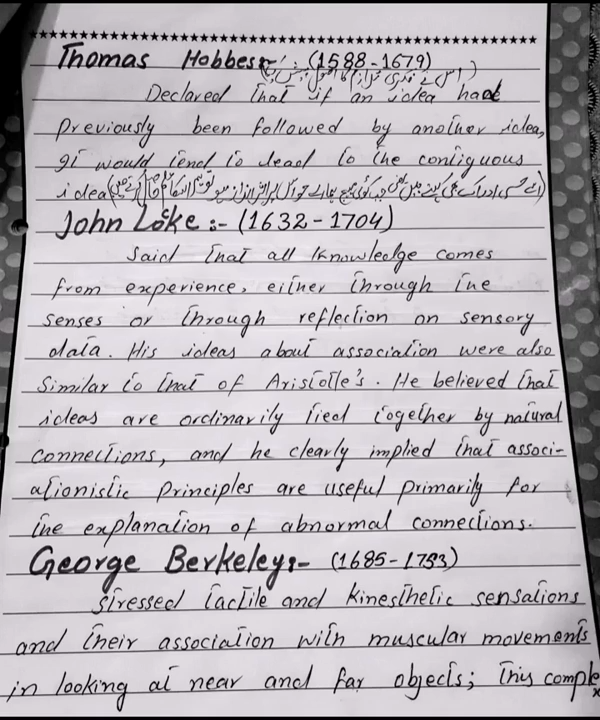 Thomas Hobbes:- (1588-1679)
Declared that if an idea had
previously been followed by another idea,
It would tend to lead to the contiguous
idea
John Locke:- (1632-1704)
Said that all knowledge comes
from experience, either through the
senses or through reflection on sensory
data. His ideas about association were also
similar to that of Aristotle's. He believed that
ideas are ordinarily tied together by natural
connections, and he clearly implied that associ-
ationistic principles are useful primarily for
the explanation of abnormal connections.
George Berkeley:- (1685-1753)
stressed tactile and kinesthetic sensations
and their association with muscular movements
in looking at near and far objects; this comple
x